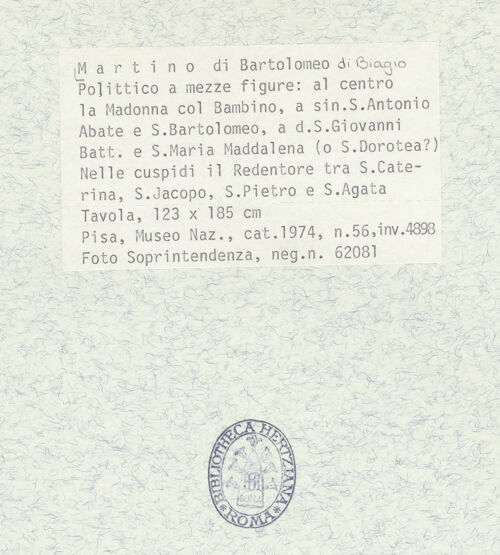 Martino di Bartolomeo di Biagio
Polittico a mezze figure: al centro
la Madonna col Bambino, a sin.S.Antonio
Abate e S.Bartolomeo, a d.S.Giovanni
Batt. e S.Maria Maddalena (o S.Dorotea?)
Nelle cuspidi il Redentore tra S.Cate-
rina, S.Jacopo, S.Pietro e S.Agata
Tavola, 123 x 185 cm
Pisa, Museo Naz., cat.1974, n.56,inv.4898
Foto Soprintendenza, neg.n. 62081
BIBLIOTHECA HERTZIANA
ROMA